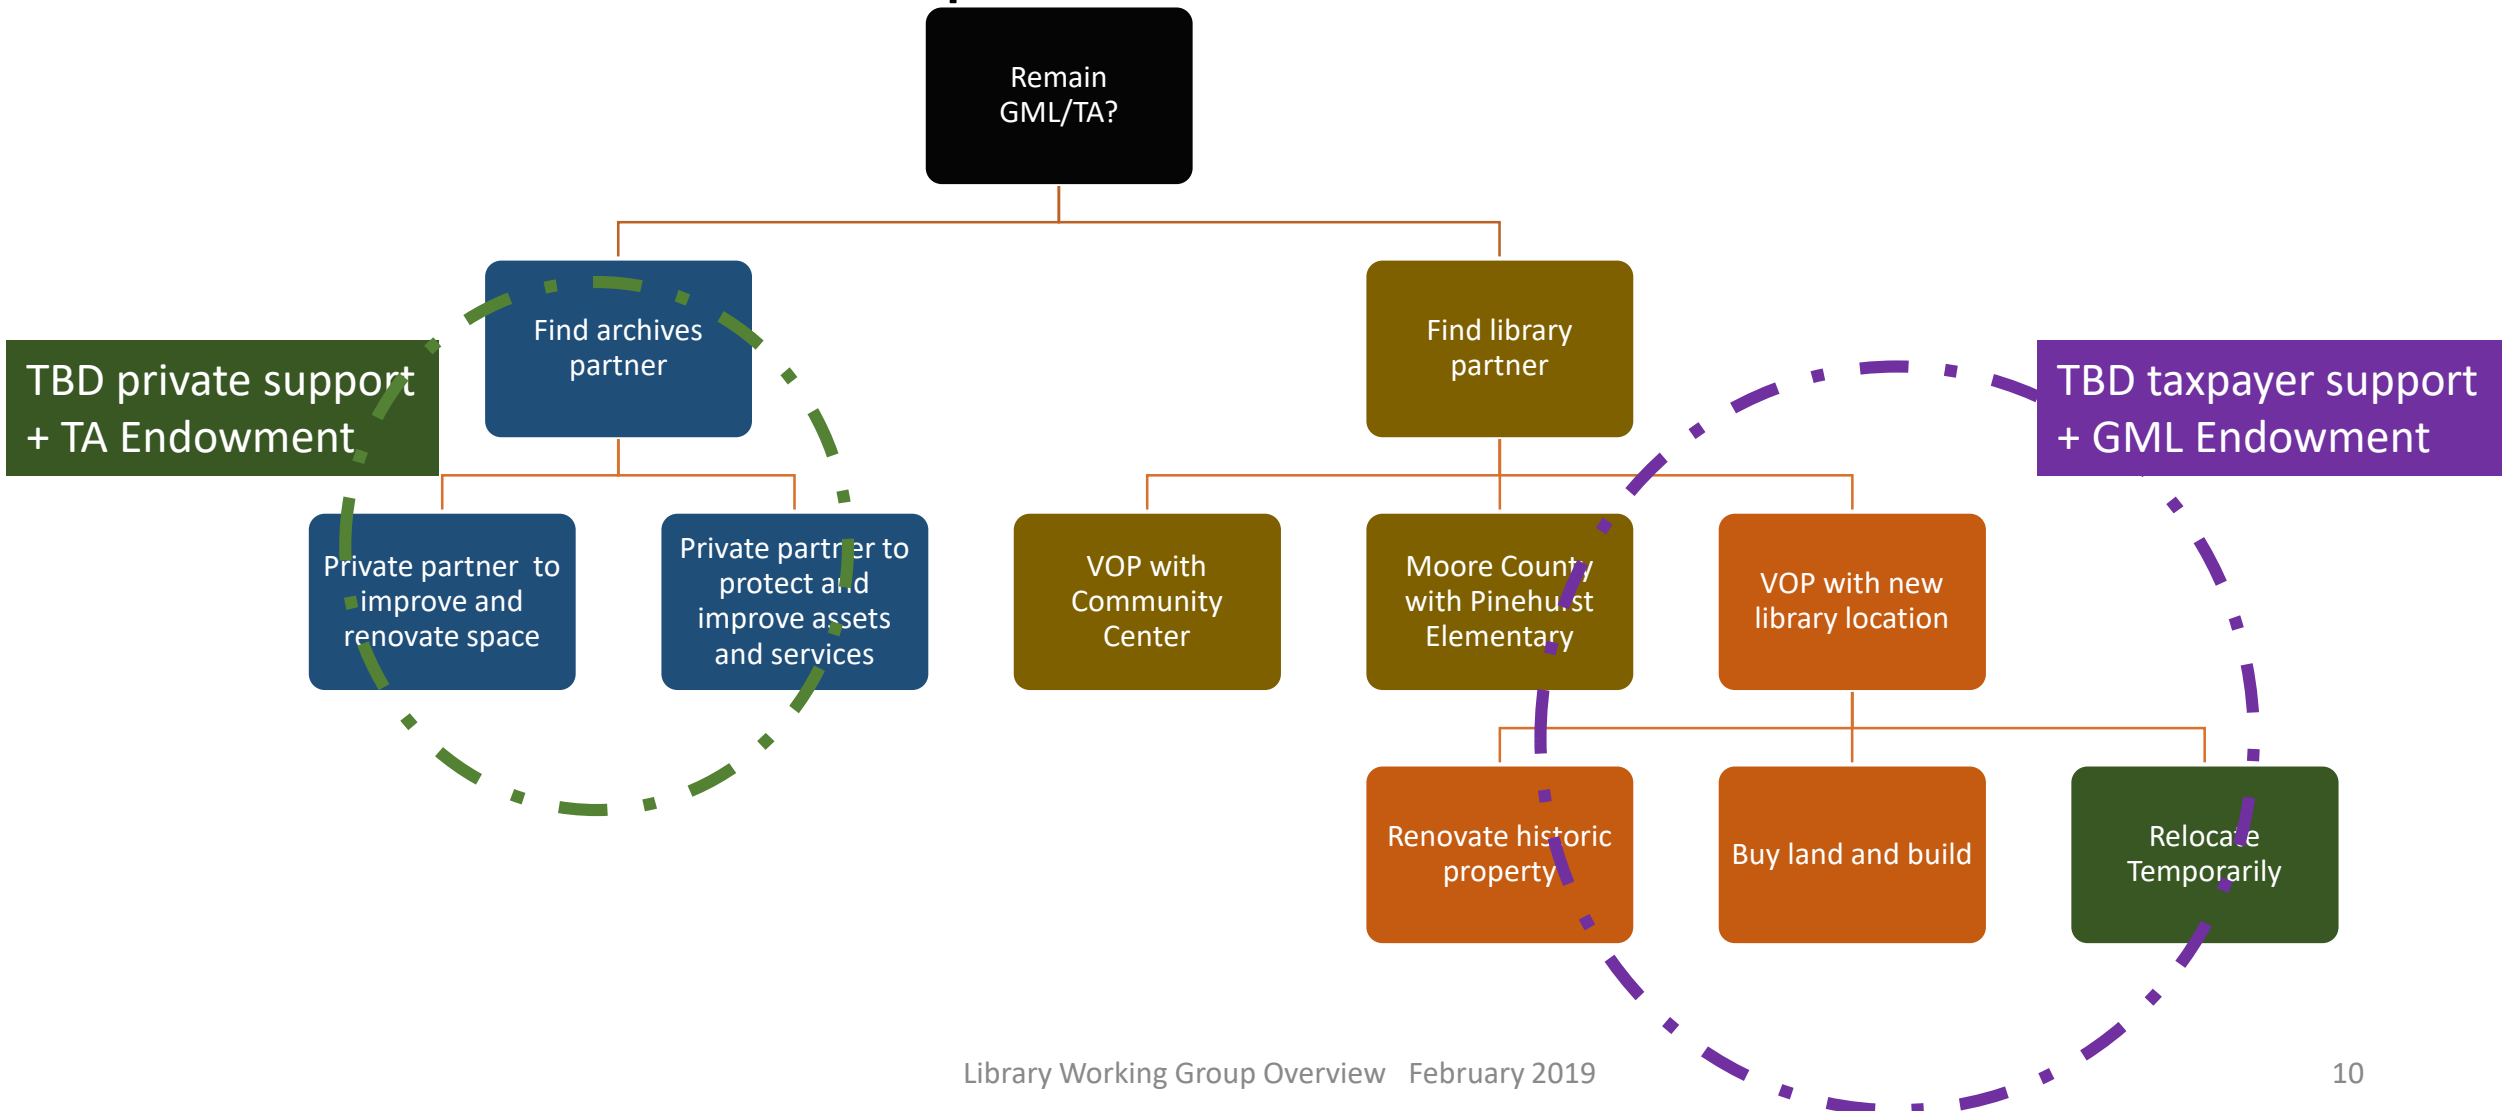 Remain
GML/TA?
Find archives
partner
Find library
partner
TBD private support
+ TA Endowment
TBD taxpayer support
+ GML Endowment
Private partner to
improve and
renovate space
Private partner to
protect and
improve assets
and services
VOP with
Community
Center
Moore County
with Pinehurst
Elementary
VOP with new
library location
Renovate historic
property
Buy land and build
Relocate
Temporarily
Library Working Group Overview February 2019
10